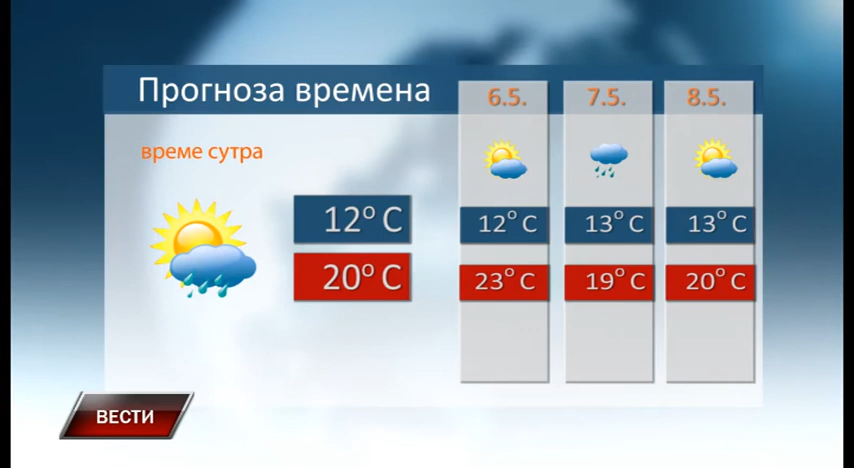 Прогноза времена
време сутра
12° C
20° C
6.5. 7.5. 8.5.
12° C 13° C 13° C
23° C 19° C 20° C
ВЕСТИ